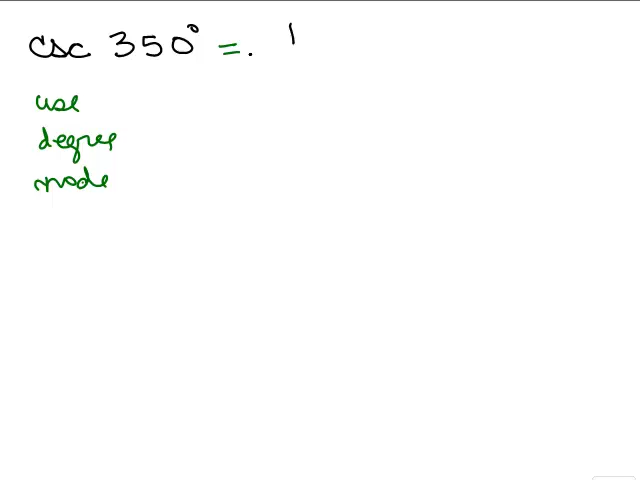 csc 350° =. 1
use
degree
mode